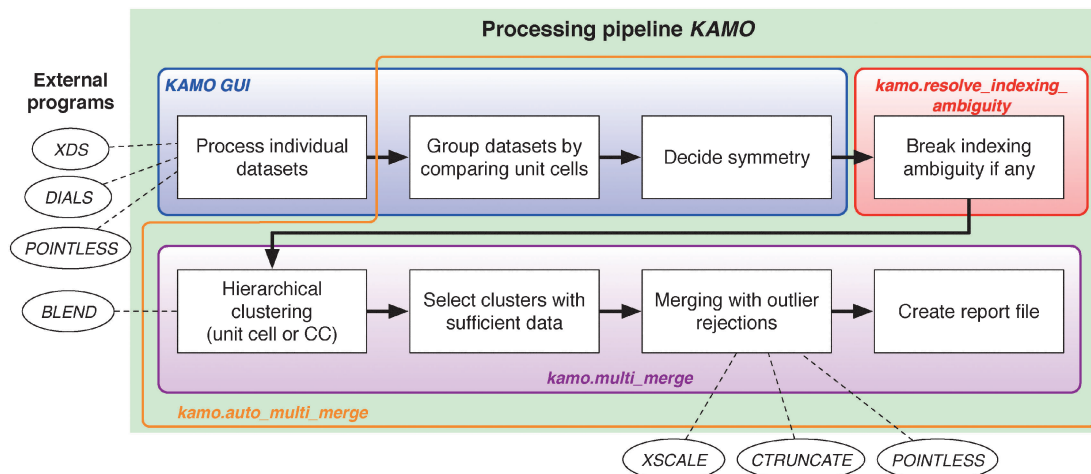 Processing pipeline KAMO
External
programs
XDS
DIALS
POINTLESS
BLEND
KAMO GUI
Process individual
datasets
Group datasets by
comparing unit cells
Decide symmetry
kamo.resolve_indexing_
ambiguity
Break indexing
ambiguity if any
Hierarchical
clustering
(unit cell or CC)
Select clusters with
sufficient data
Merging with outlier
rejections
Create report file
kamo.multi_merge
kamo.auto_multi_merge
XSCALE
CTRUNCATE
POINTLESS